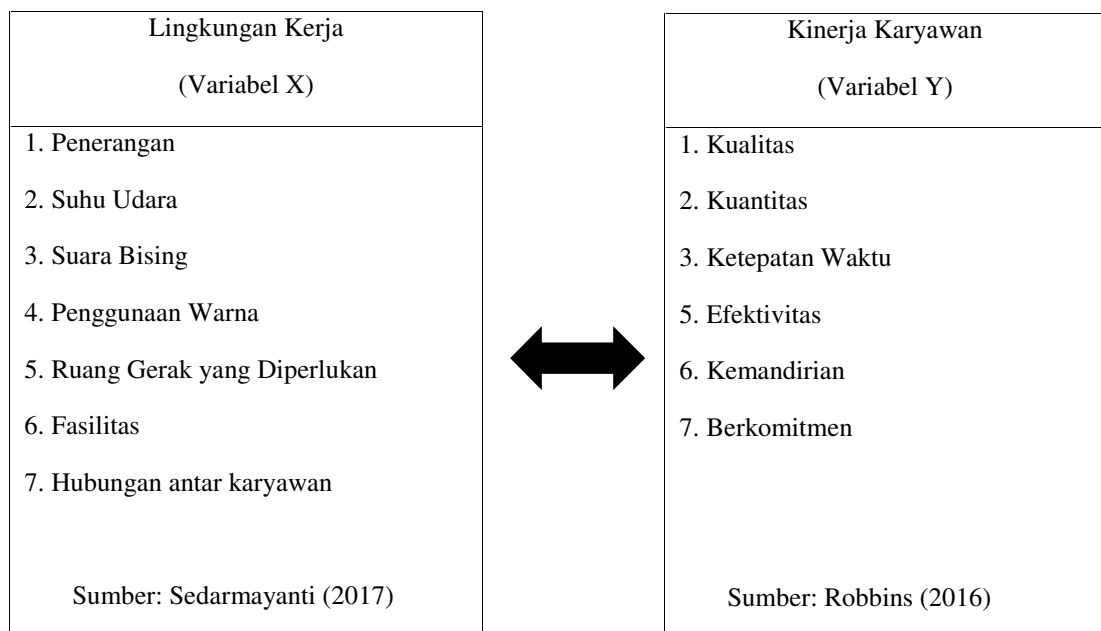 Lingkungan Kerja
(Variabel X)
1. Penerangan
2. Suhu Udara
3. Suara Bising
4. Penggunaan Warna
5. Ruang Gerak yang Diperlukan
6. Fasilitas
7. Hubungan antar karyawan
Sumber: Sedarmayanti (2017)
Kinerja Karyawan
(Variabel Y)
1. Kualitas
2. Kuantitas
3. Ketepatan Waktu
5. Efektivitas
6. Kemandirian
7. Berkomitmen
Sumber: Robbins (2016)